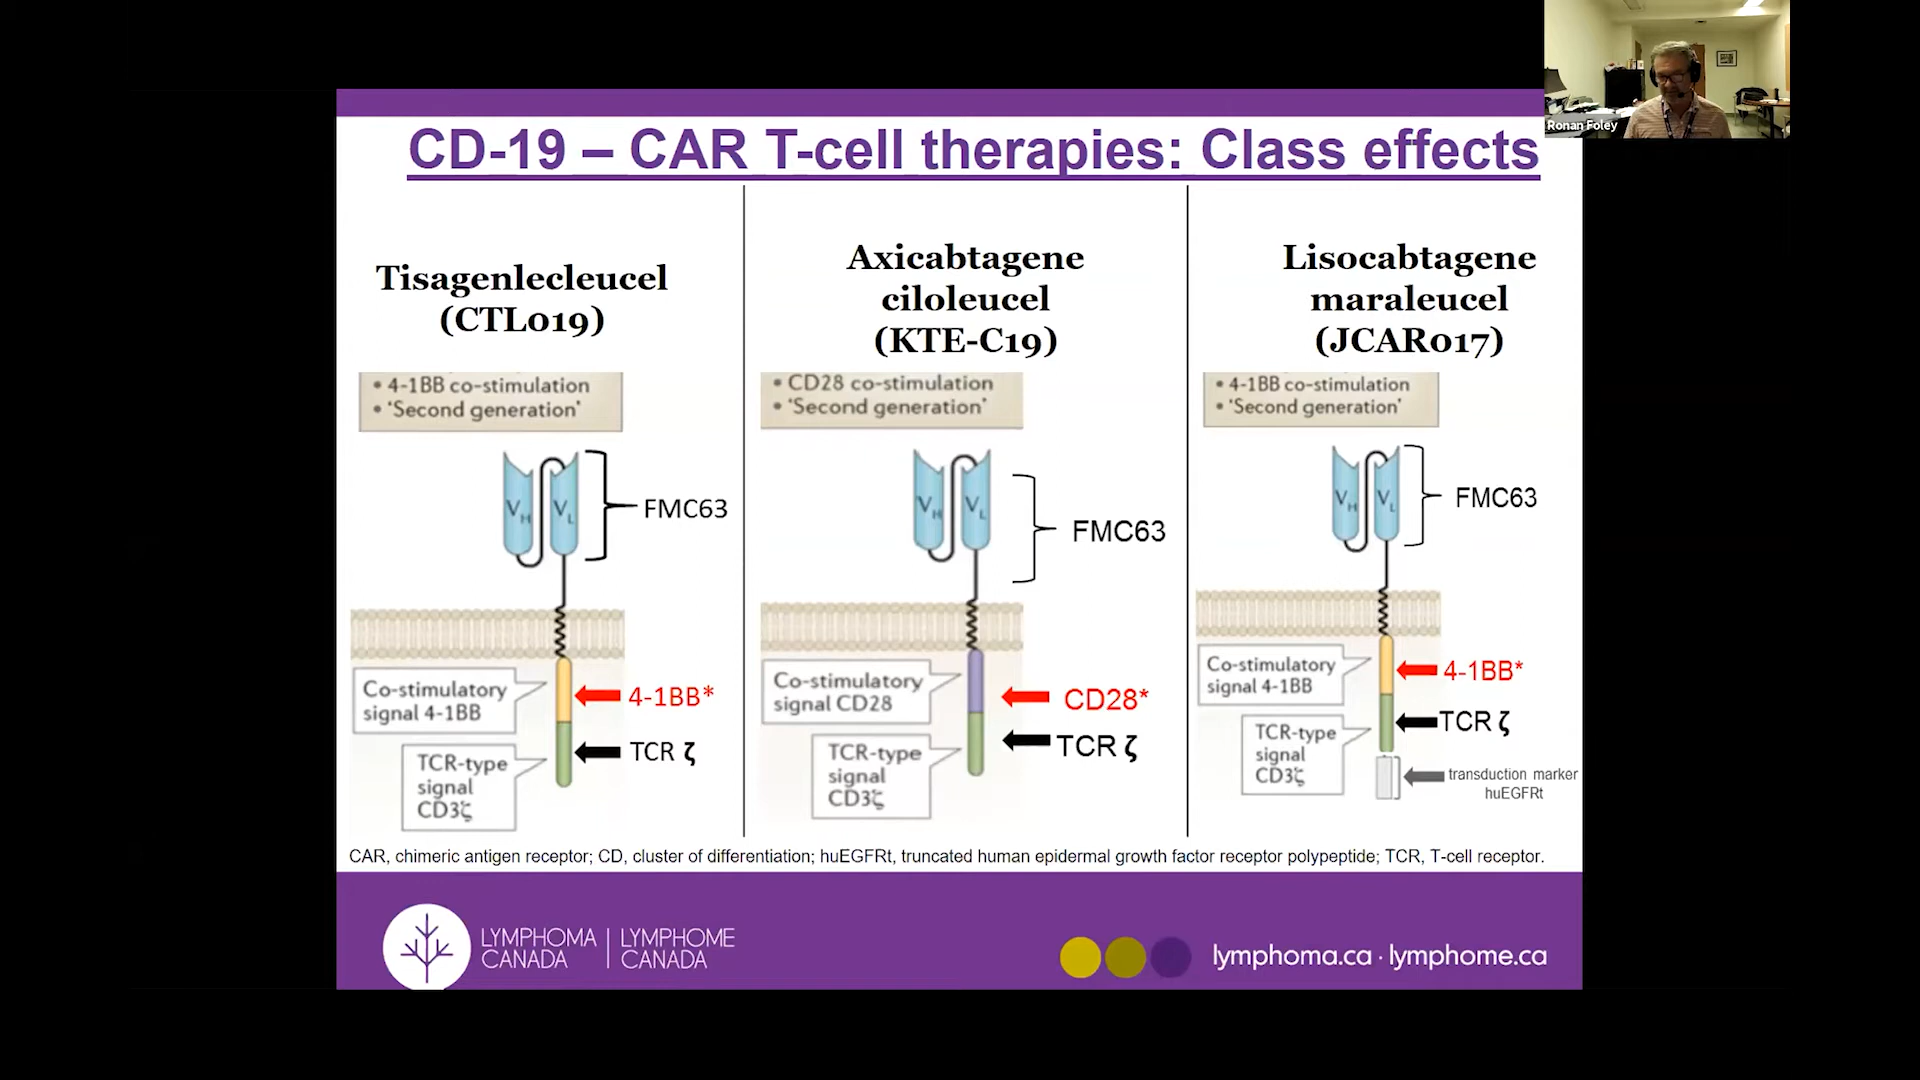 Ronan Foley
CD-19 – CAR T-cell therapies: Class effects
Tisagenlecleucel
(CTL019)
• 4-1BB co-stimulation
• ‘Second generation’
V H
V L
FMC63
Co-stimulatory
signal 4-1BB
4-1BB*
TCR-type
signal
CD3ζ
TCR ζ
Axicabtagene
ciloleucel
(KTE-C19)
• CD28 co-stimulation
• ‘Second generation’
V H
V L
FMC63
Co-stimulatory
signal CD28
CD28*
TCR-type
signal
CD3ζ
TCR ζ
Lisocabtagene
maraleucel
(JCAR017)
• 4-1BB co-stimulation
• ‘Second generation’
V H
V L
FMC63
Co-stimulatory
signal 4-1BB
4-1BB*
TCR-type
signal
CD3ζ
TCR ζ
transduction marker
huEGFRt
CAR, chimeric antigen receptor; CD, cluster of differentiation; huEGFRt, truncated human epidermal growth factor receptor polypeptide; TCR, T-cell receptor.
LYMPHOMA
CANADA
LYMPHOME
CANADA
lymphoma.ca · lymphome.ca